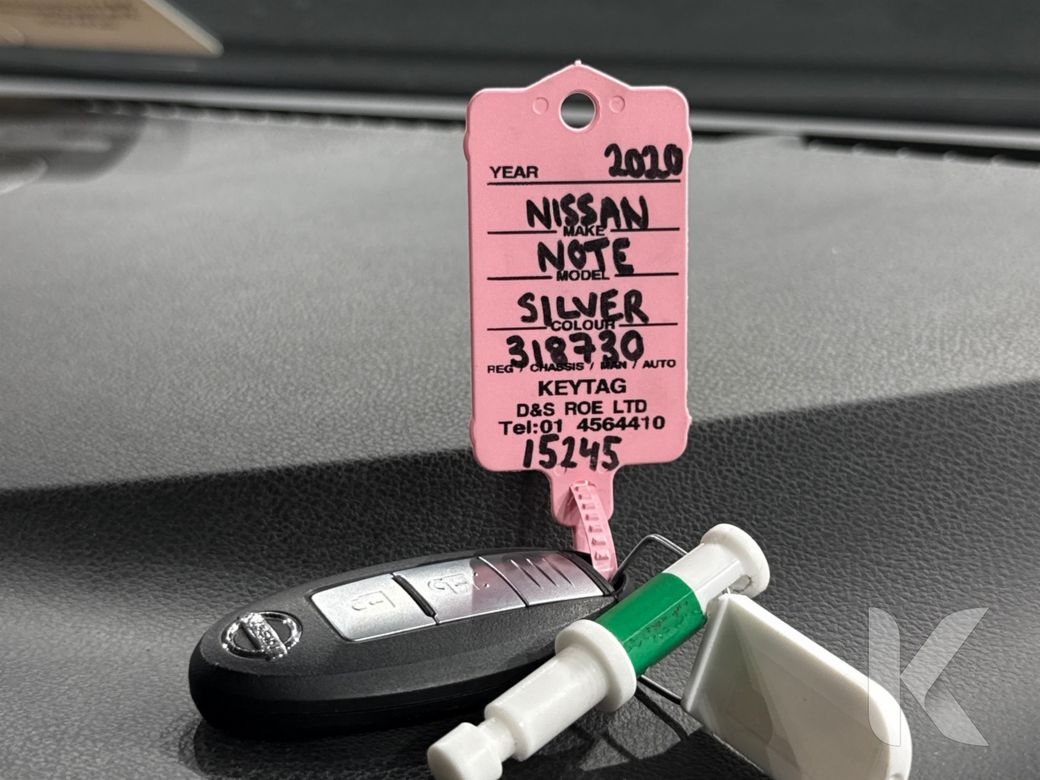 YEAR 2020
NISSAN
MAKE
NOTE
MODEL
SILVER
COLOUR
318730
REG / CHASSIS / MAN / AUTO
KEYTAG
D&S ROE LTD
Tel:01 4564410
15245
NISSAN
K